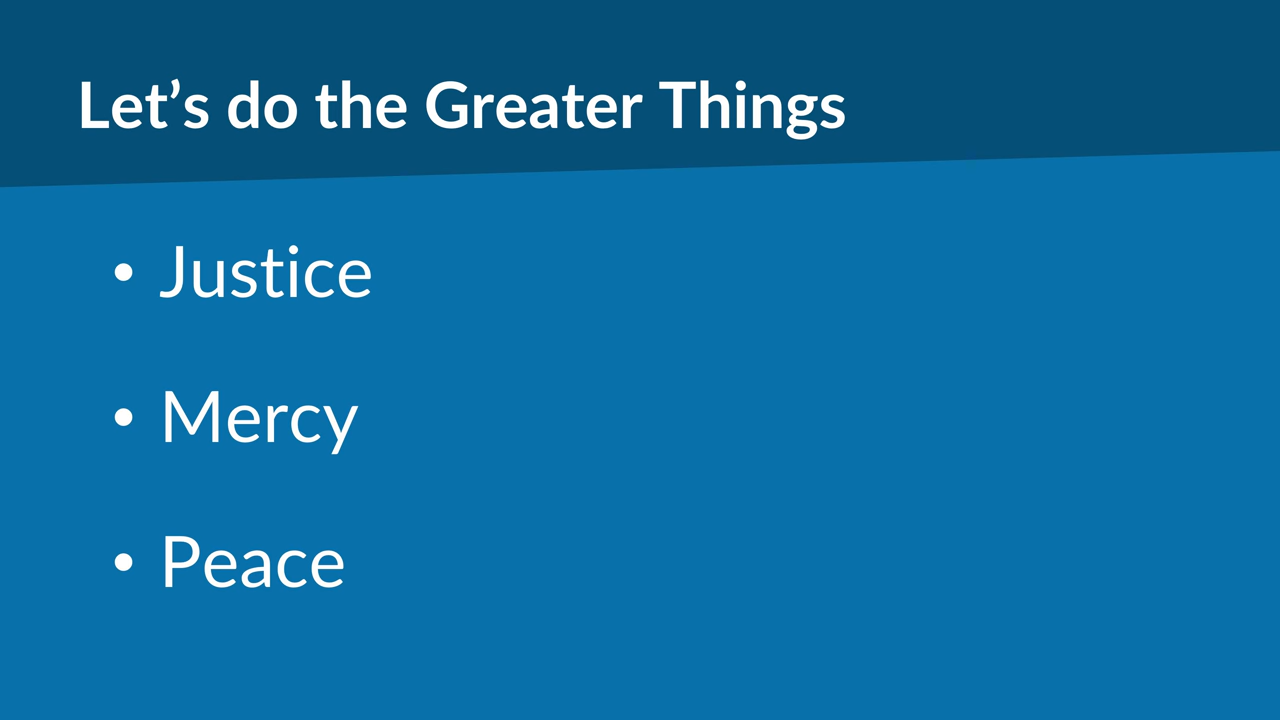 Let’s do the Greater Things
• Justice
• Mercy
• Peace